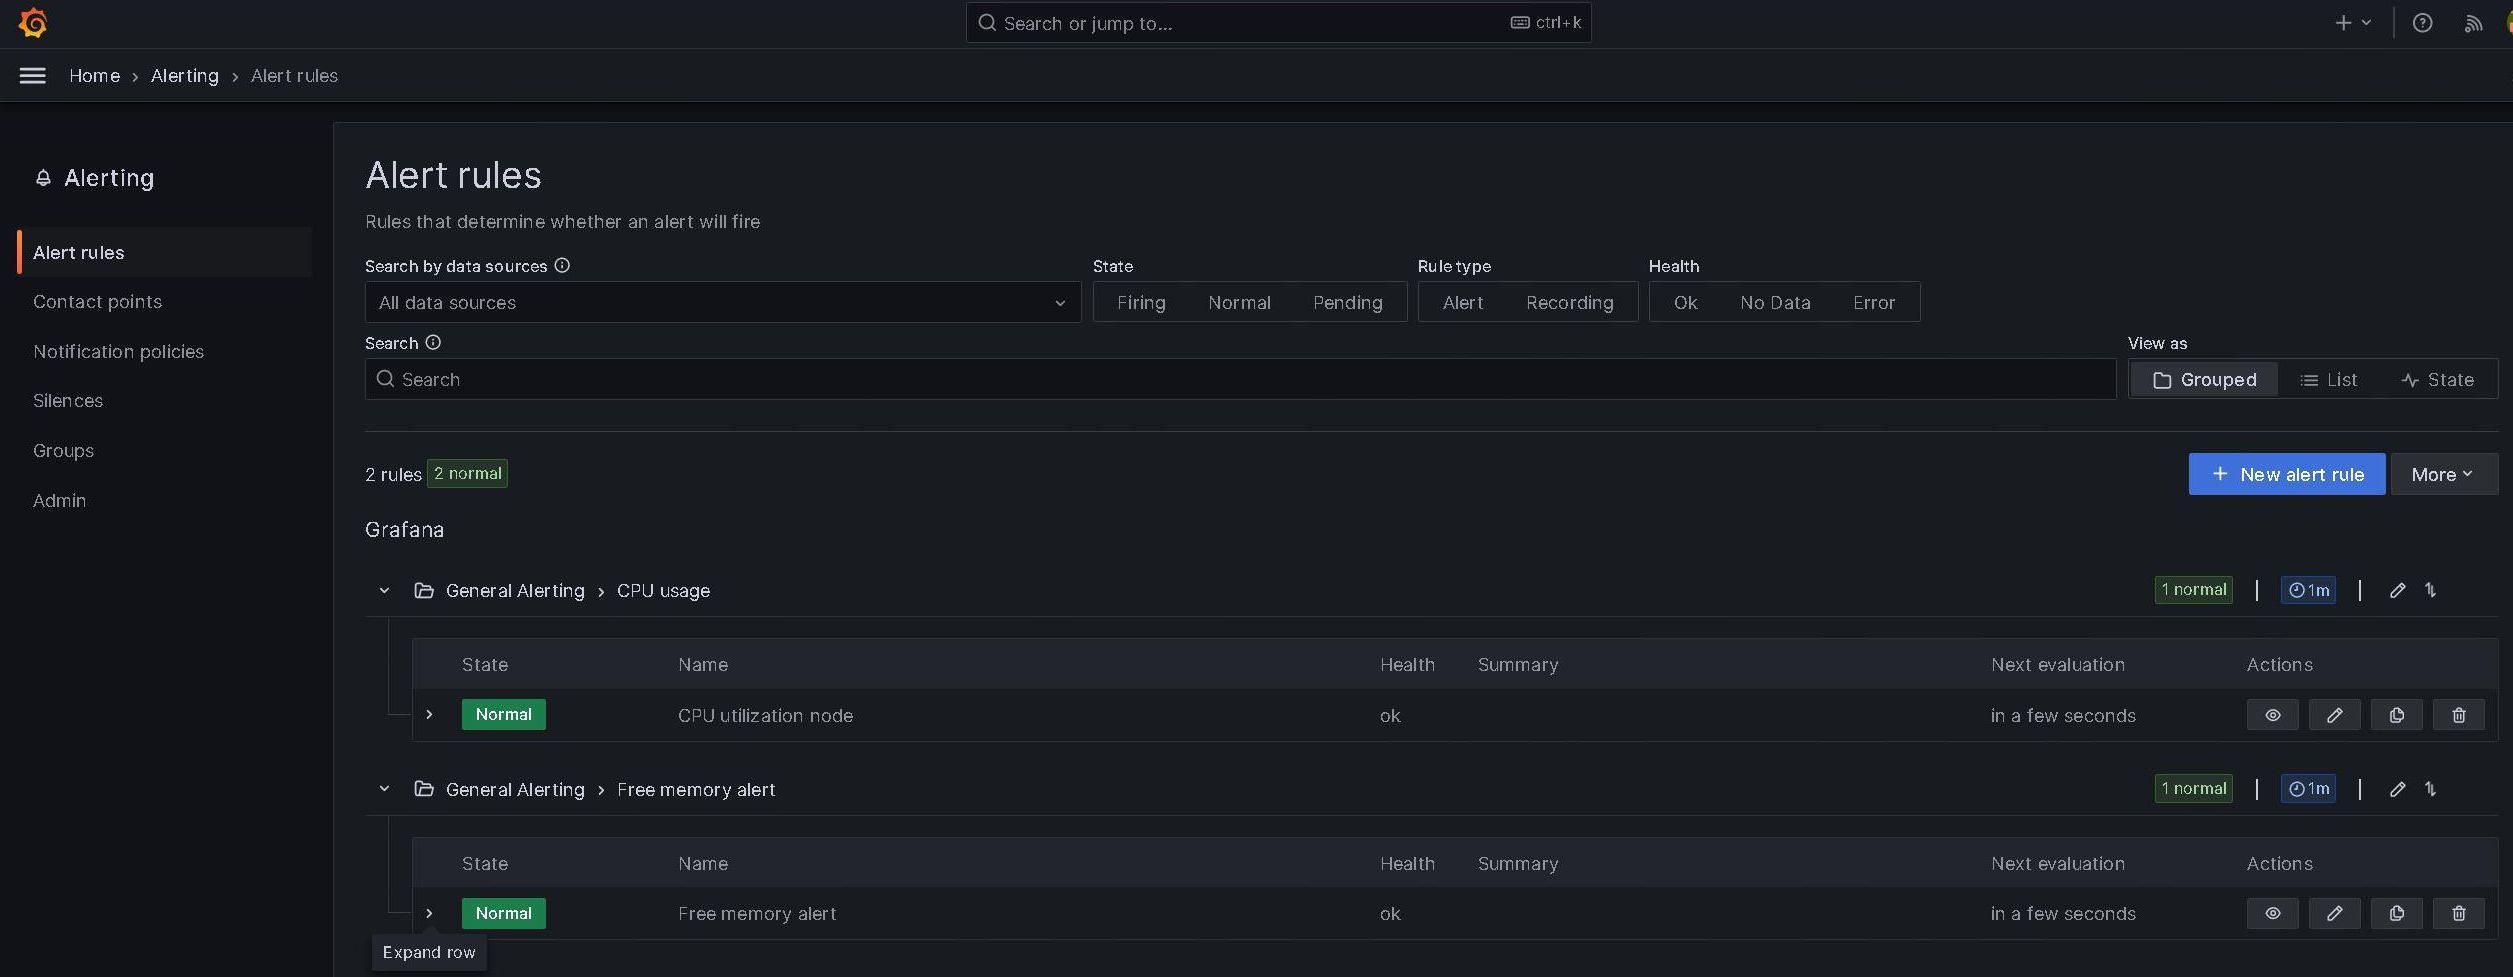 Search or jump to...
ctrl+k
Home > Alerting > Alert rules
Alerting
Alert rules
Contact points
Notification policies
Silences
Groups
Admin
Alert rules
Rules that determine whether an alert will fire
Search by data sources
All data sources
State
Firing Normal Pending
Rule type
Alert Recording
Health
Ok No Data Error
Search
Search
View as
Grouped List State
2 rules 2 normal
New alert rule
More
Grafana
General Alerting > CPU usage
1 normal | 1m |
State Name Health Summary Next evaluation Actions
Normal CPU utilization node ok in a few seconds
General Alerting > Free memory alert
1 normal | 1m |
State Name Health Summary Next evaluation Actions
Normal Free memory alert ok in a few seconds
Expand row